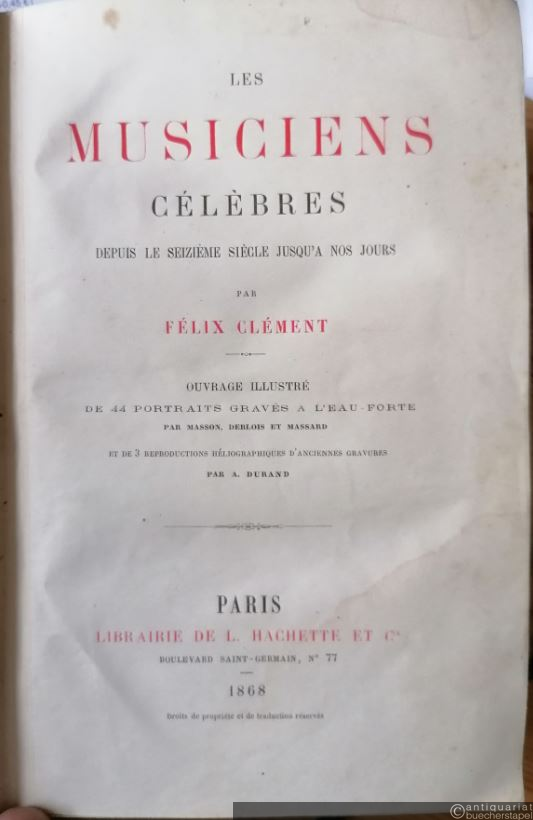 LES
MUSICIENS
CÉLÈBRES
DEPUIS LE SEIZIÈME SIÈCLE JUSQU'A NOS JOURS
PAR
FÉLIX CLÉMENT
OUVRAGE ILLUSTRÉ
DE 44 PORTRAITS GRAVÉS A L'EAU-FORTE
PAR MASSON, DEBLOIS ET MASSARD
ET DE 3 REPRODUCTIONS HÉLIOGRAPHIQUES D'ANCIENNES GRAVURES
PAR A. DURAND
PARIS
LIBRAIRIE DE L. HACHETTE ET Cie
BOULEVARD SAINT-GERMAIN, N° 77
1868
Droits de propriété et de traduction réservés
© antiquariat
buecherstapel